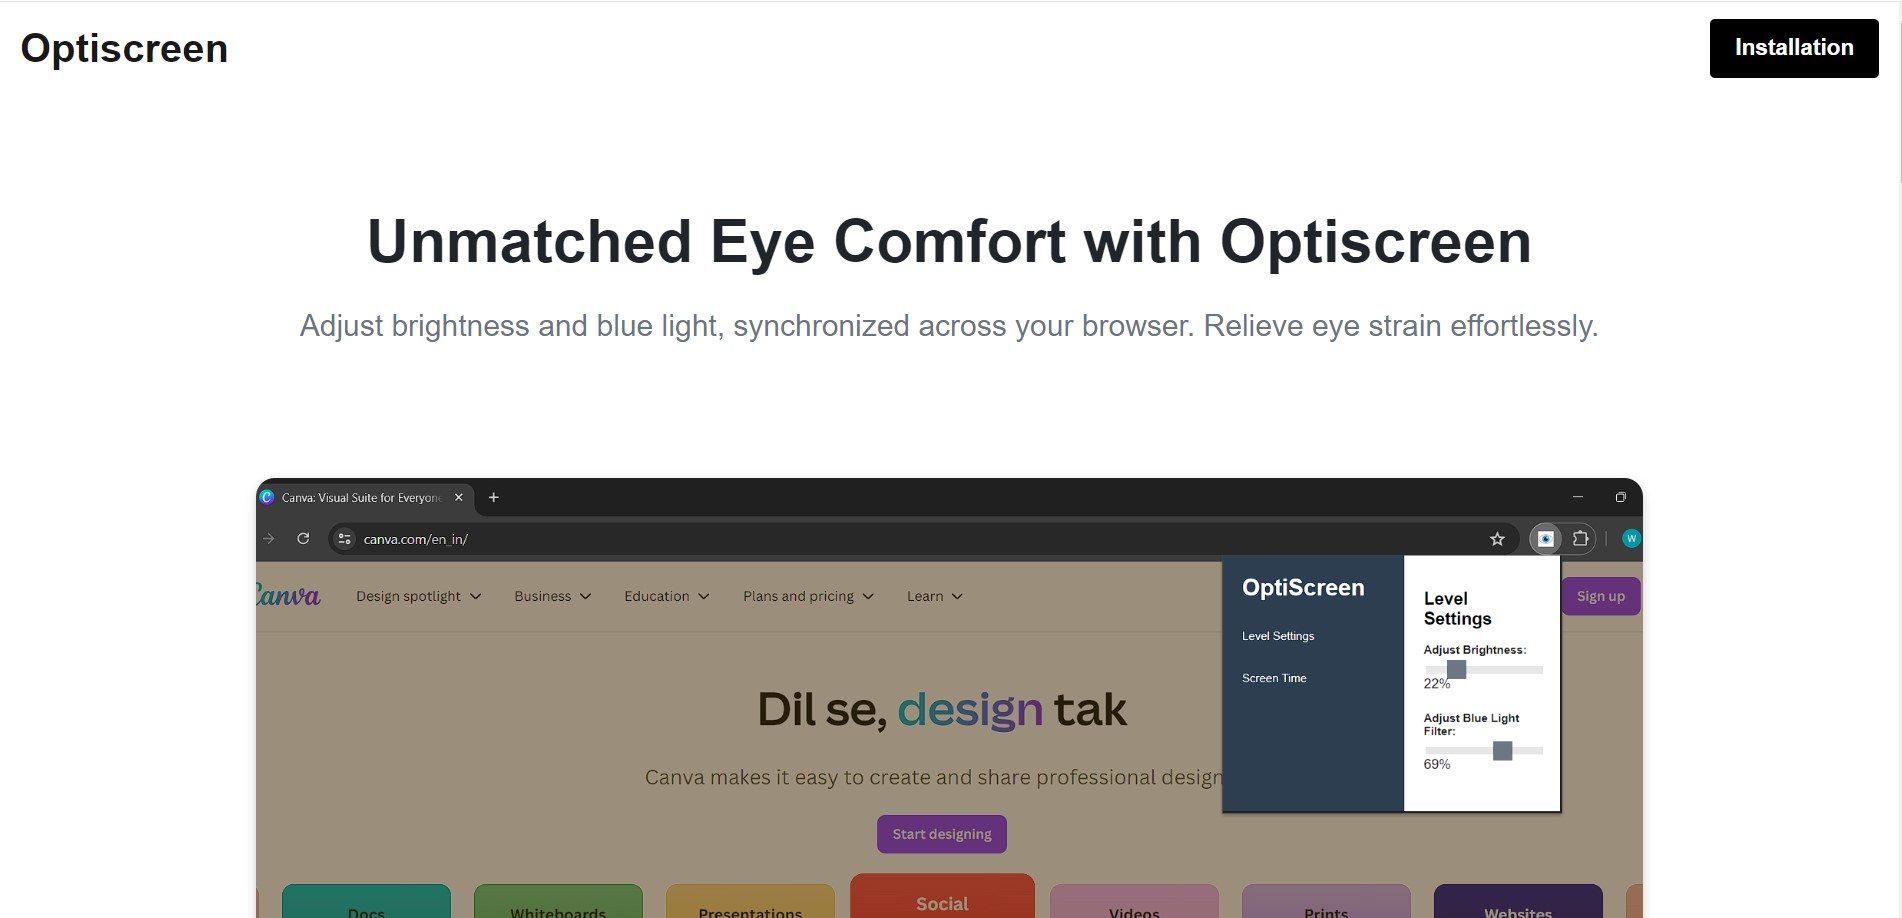 Optiscreen
Installation
Unmatched Eye Comfort with Optiscreen
Adjust brightness and blue light, synchronized across your browser. Relieve eye strain effortlessly.
Canva: Visual Suite for Everyone
canva.com/en_in/
W
Canva
Design spotlight
Business
Education
Plans and pricing
Learn
Sign up
OptiScreen
Level Settings
Screen Time
Level
Settings
Adjust Brightness:
22%
Adjust Blue Light
Filter:
69%
Dil se, design tak
Canva makes it easy to create and share professional design
Start designing
Docs
Whiteboards
Presentations
Social
Videos
Prints
Websites